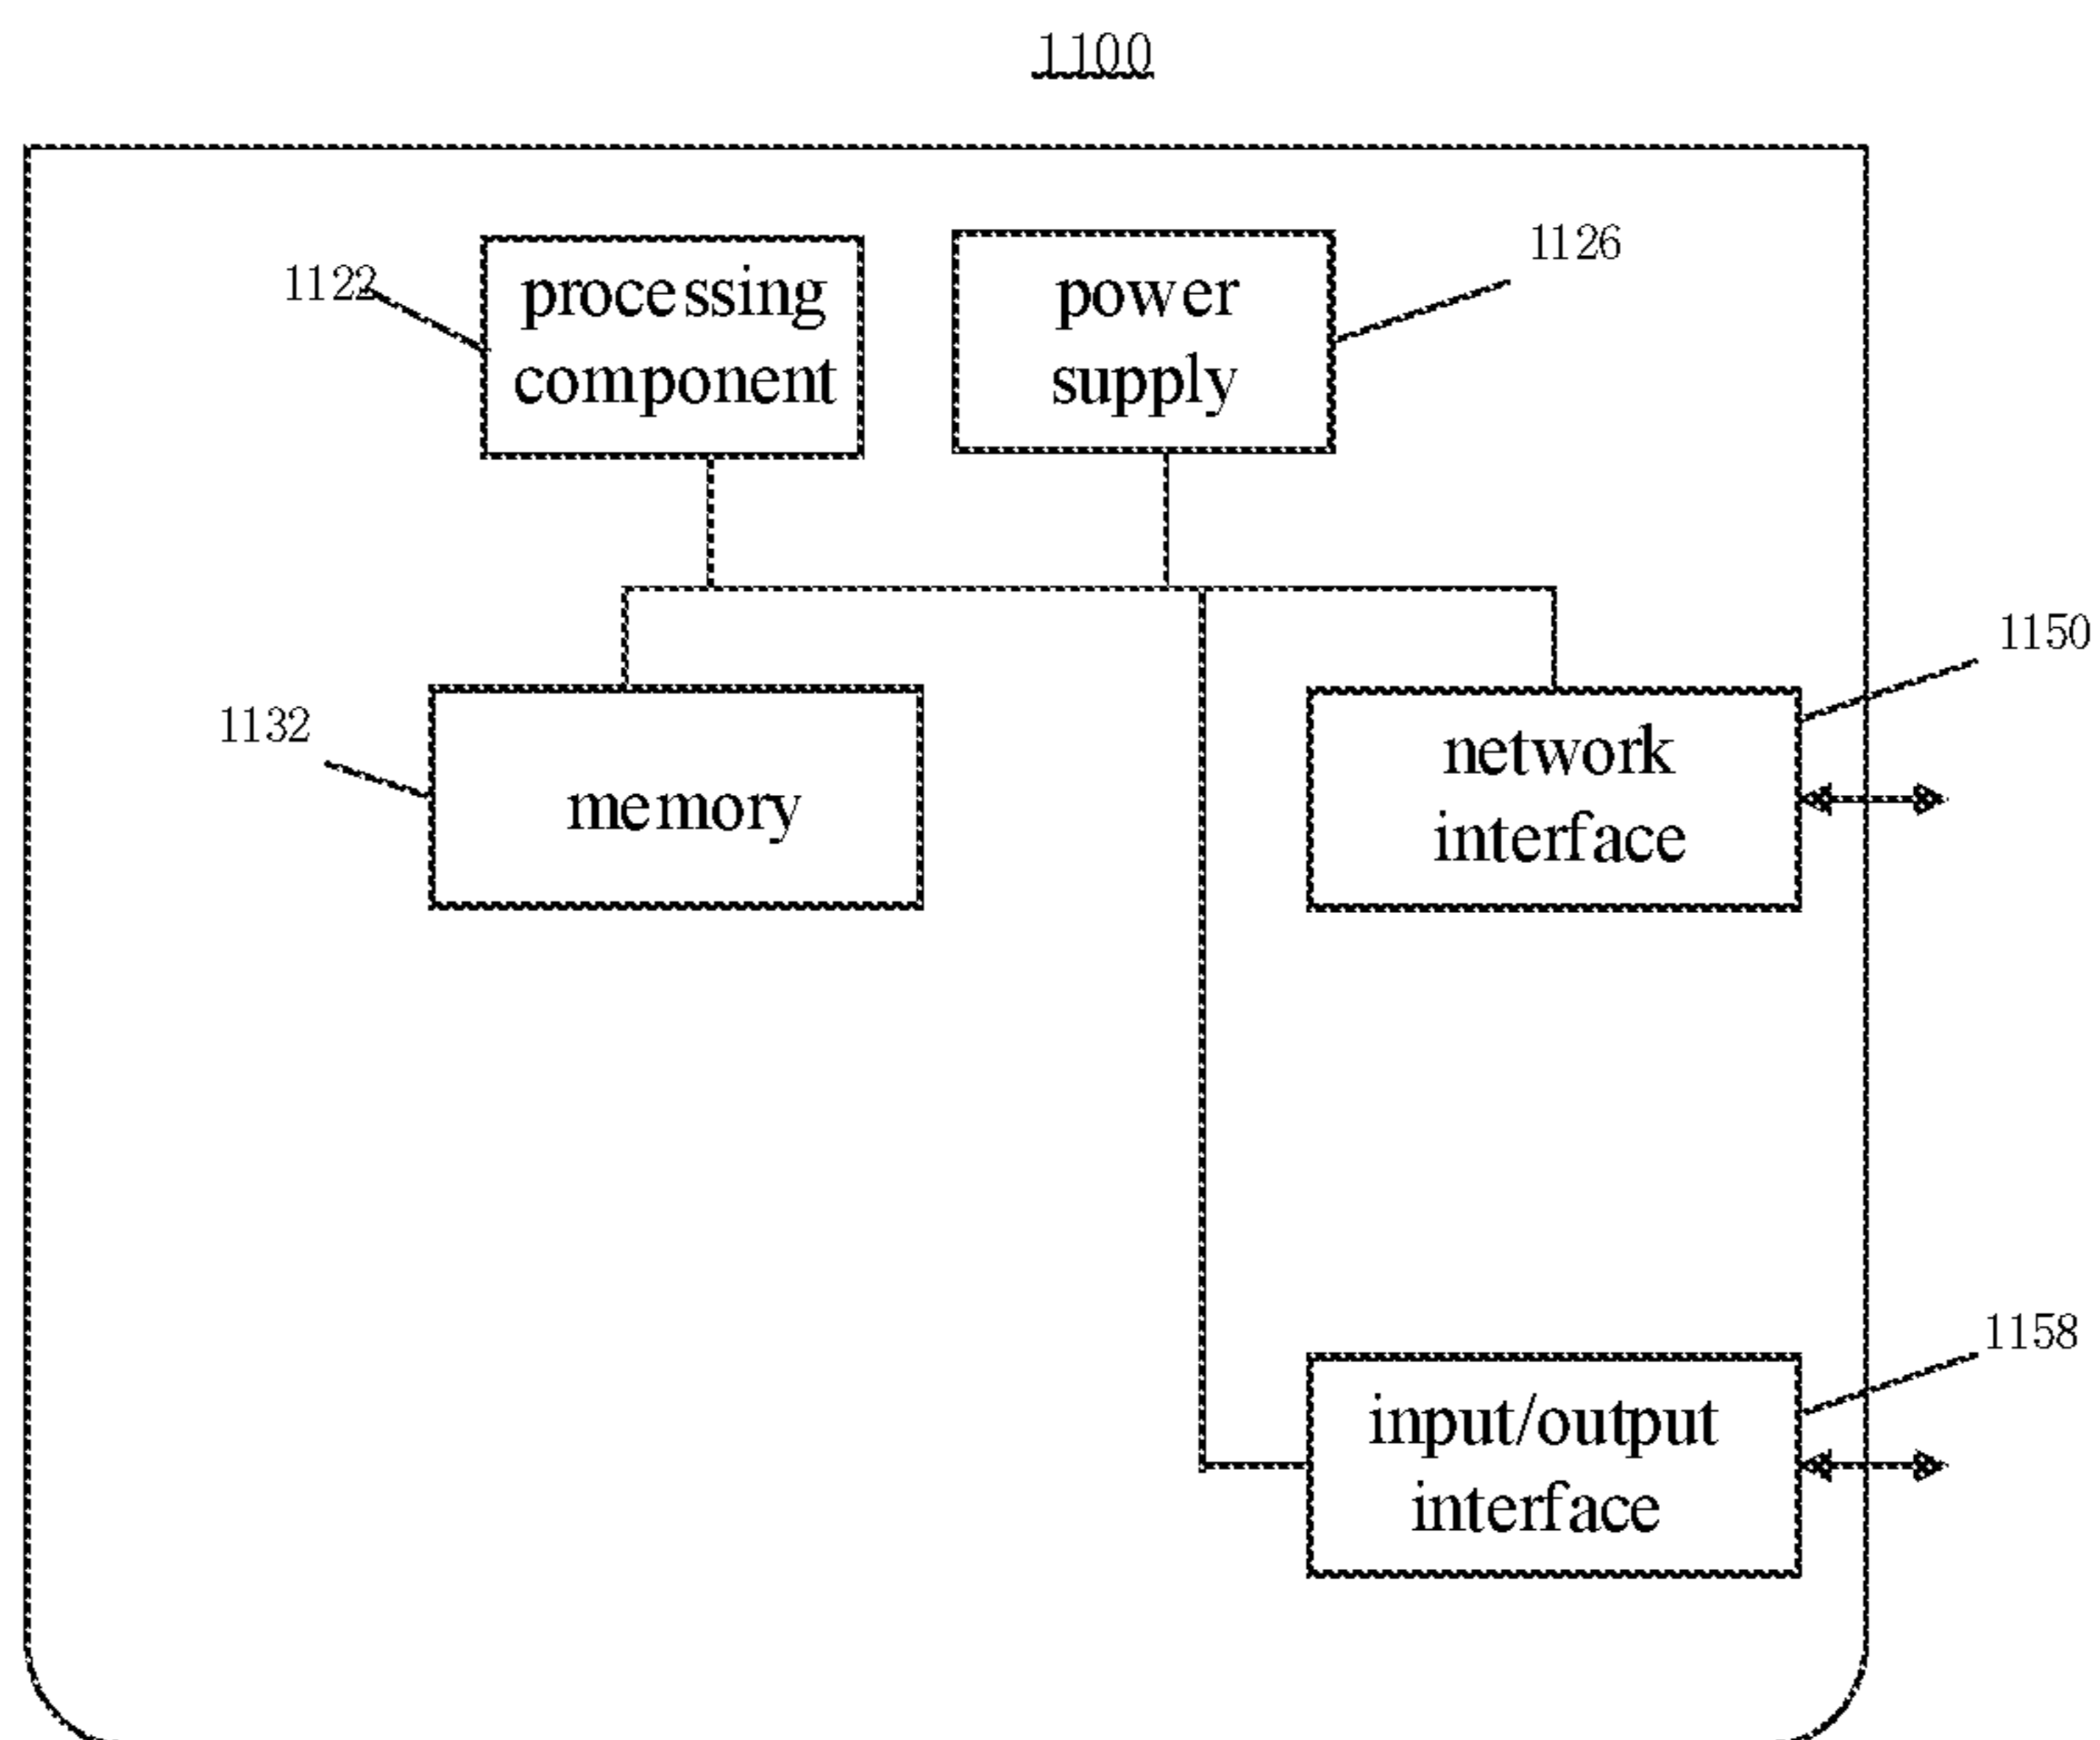 1100
1122
processing
component
power
supply
1126
1132
memory
network
interface
1150
input/output
interface
1158